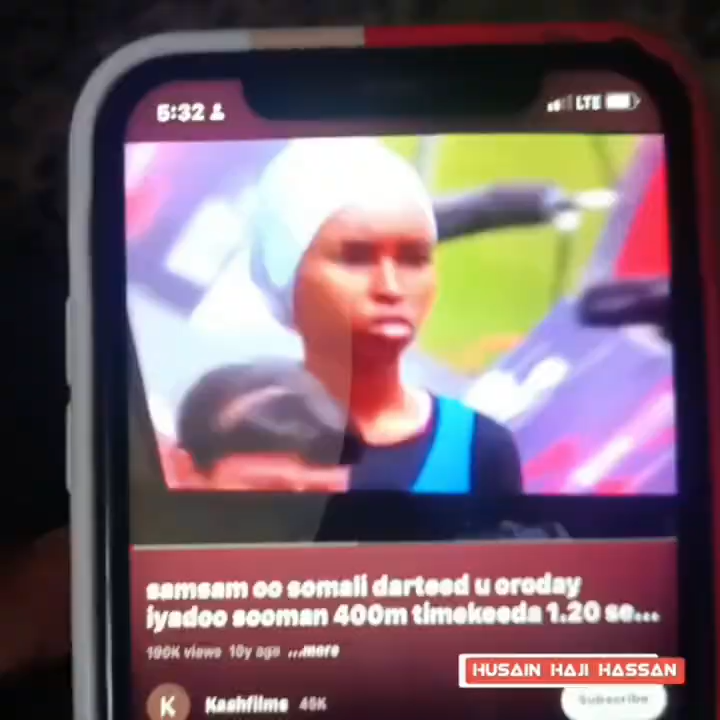 5:32
LTE
samsam oo somali darteed u oroday
iyadoo sooman 400m timekeeda 1.20 se...
190K views 10y ago ...more
HUSAIN HAJI HASSAN
K Kashfilms 46K
Subscribe